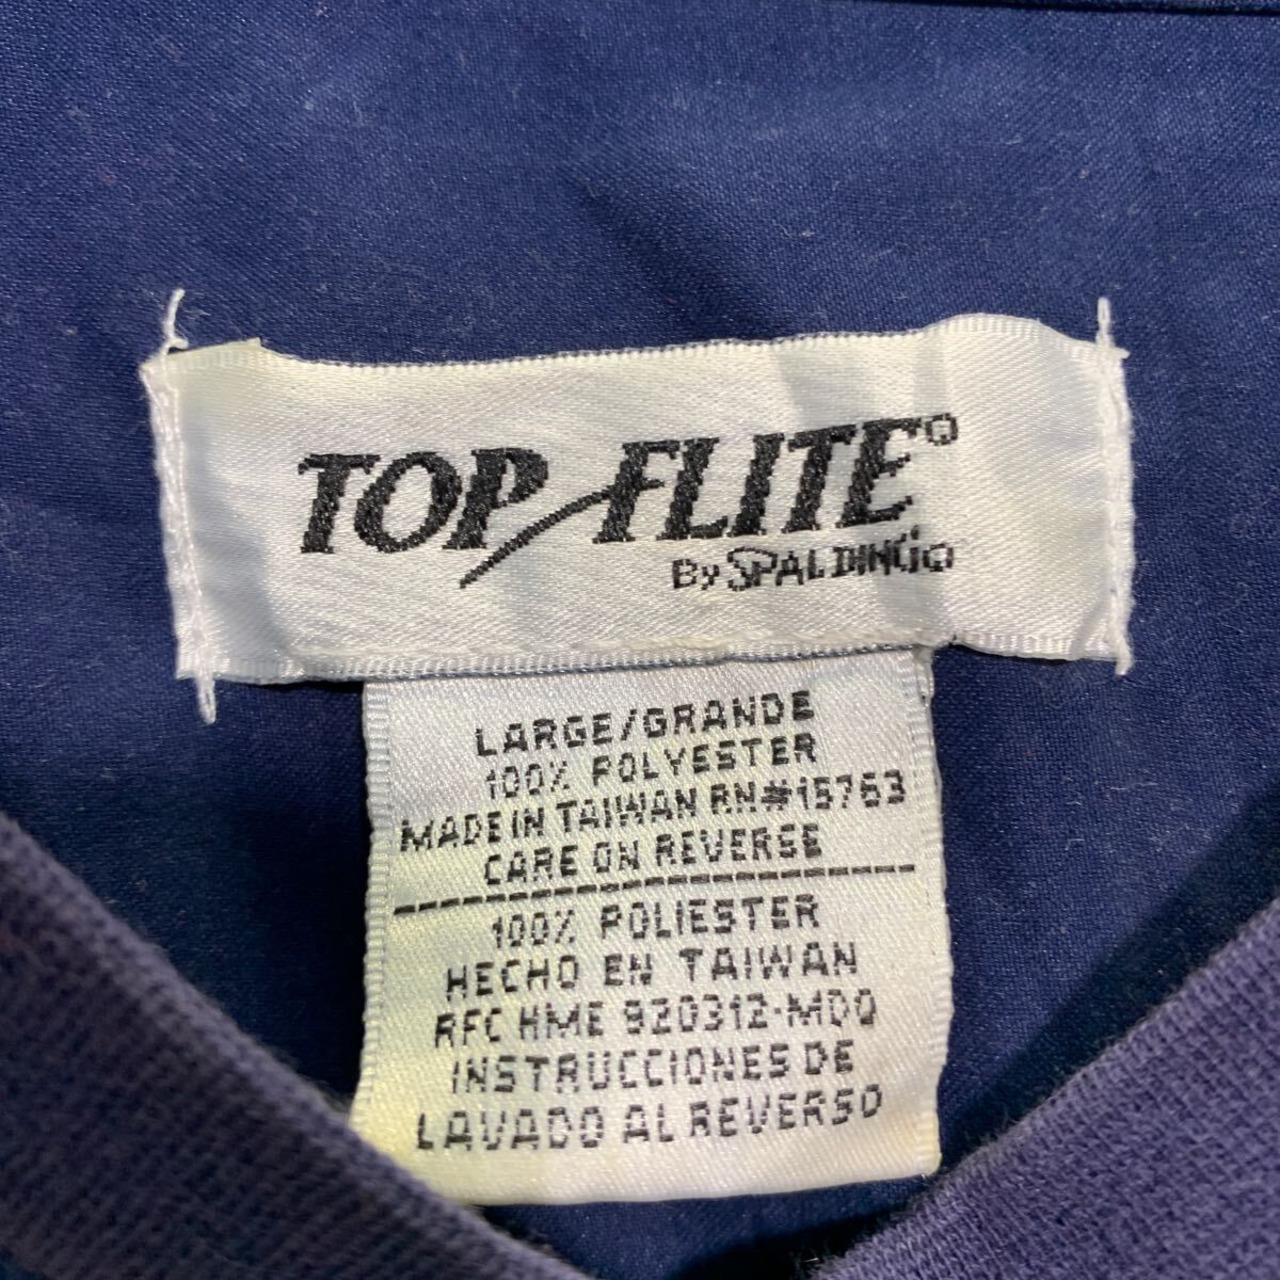 TOP FLITE®
By SPALDING®
LARGE/GRANDE
100% POLYESTER
MADE IN TAIWAN RN#15763
CARE ON REVERSE
100% POLIESTER
HECHO EN TAIWAN
RFC HME 920312-MDQ
INSTRUCCIONES DE
LAVADO AL REVERSO